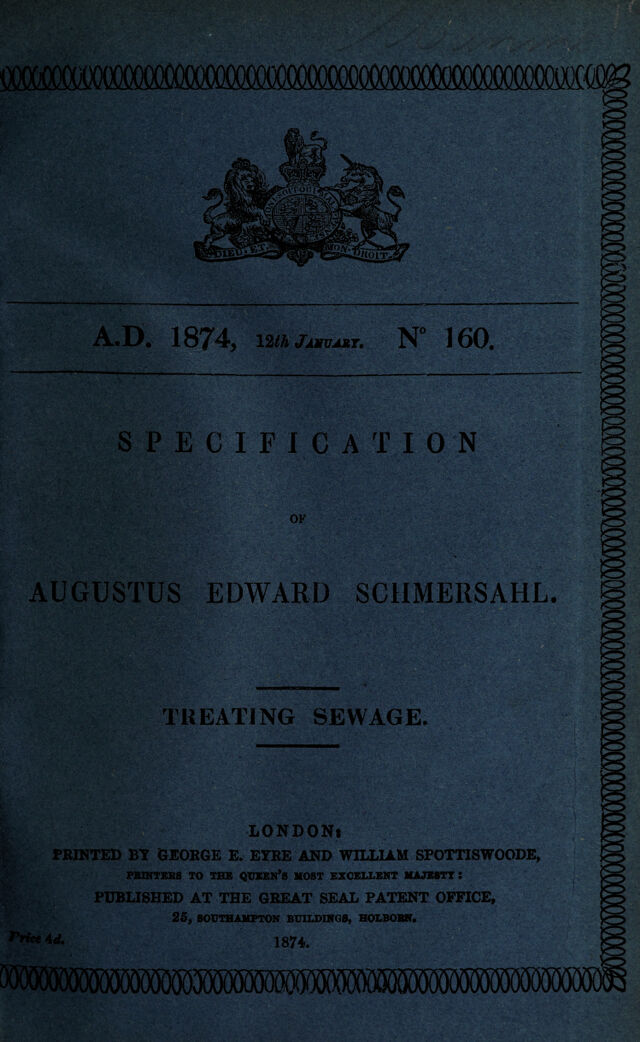 DIEU ET MON DROIT
A.D. 1874, 12th JANUARY. N° 160.
SPECIFICATION
OF
AUGUSTUS EDWARD SCHMERSAHL.
TREATING SEWAGE.
LONDON:
PRINTED BY GEORGE E. EYRE AND WILLIAM SPOTTISWOODE,
PRINTERS TO THE QUEEN'S MOST EXCELLENT MAJESTY:
PUBLISHED AT THE GREAT SEAL PATENT OFFICE,
25, SOUTHAMPTON BUILDINGS, HOLBORN.
Price 4d.
1874.